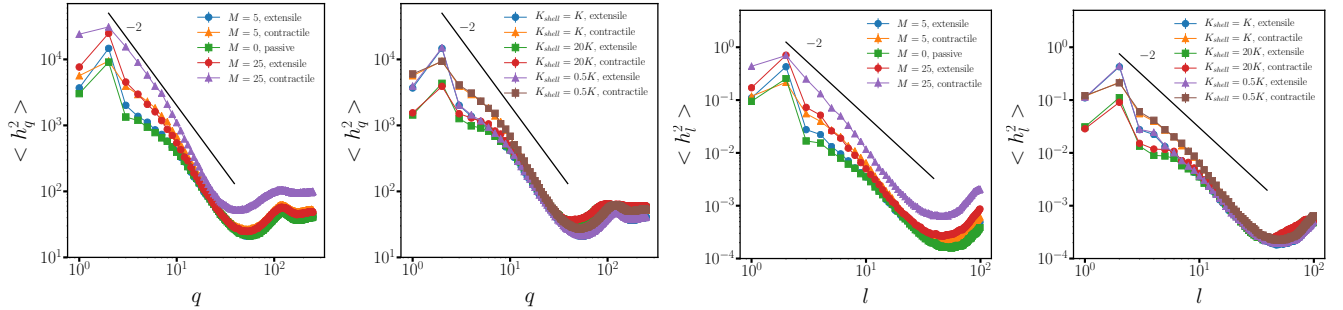 M = 5, extensile
M = 5, contractile
M = 0, passive
M = 25, extensile
M = 25, contractile
−2
< h_q^2 >
10^4
10^3
10^2
10^1
10^0
10^1
10^2
q
K_shell = K, extensile
K_shell = K, contractile
K_shell = 20K, extensile
K_shell = 20K, contractile
K_shell = 0.5K, extensile
K_shell = 0.5K, contractile
−2
< h_q^2 >
10^4
10^3
10^2
10^1
10^0
10^1
10^2
q
M = 5, extensile
M = 5, contractile
M = 0, passive
M = 25, extensile
M = 25, contractile
−2
< h_l^2 >
10^0
10^−1
10^−2
10^−3
10^−4
10^0
10^1
10^2
l
K_shell = K, extensile
K_shell = K, contractile
K_shell = 20K, extensile
K_shell = 20K, contractile
K_shell = 0.5K, extensile
K_shell = 0.5K, contractile
−2
< h_l^2 >
10^0
10^−1
10^−2
10^−3
10^−4
10^0
10^1
10^2
l